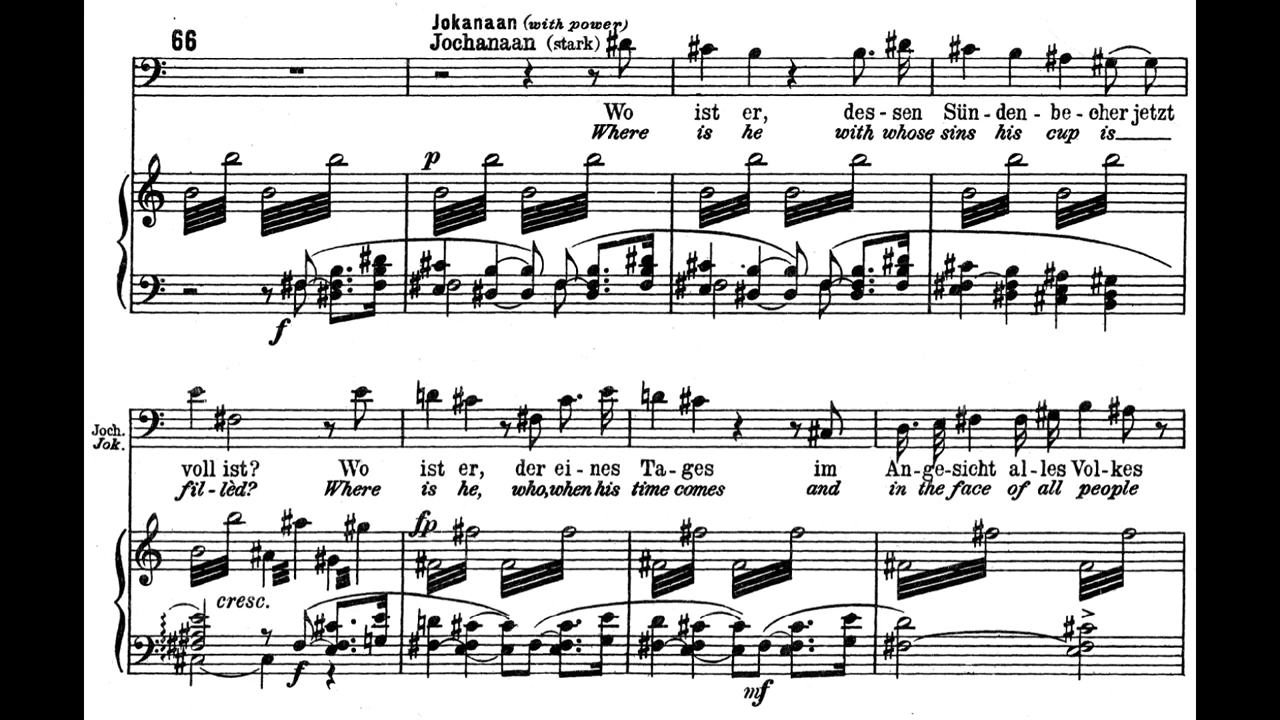 66
Jokanaan (with power)
Jochanaan (stark)
Wo ist er, des - sen Sün - den - be - cher jetzt
Where is he with whose sins his cup is
p
f
Joch.
Jok.
voll ist? Wo ist er, der ei - nes Ta - ges im An - ge - sicht al - les Vol - kes
fil - lèd? Where is he, who, when his time comes and in the face of all people
fp
cresc.
f
mf